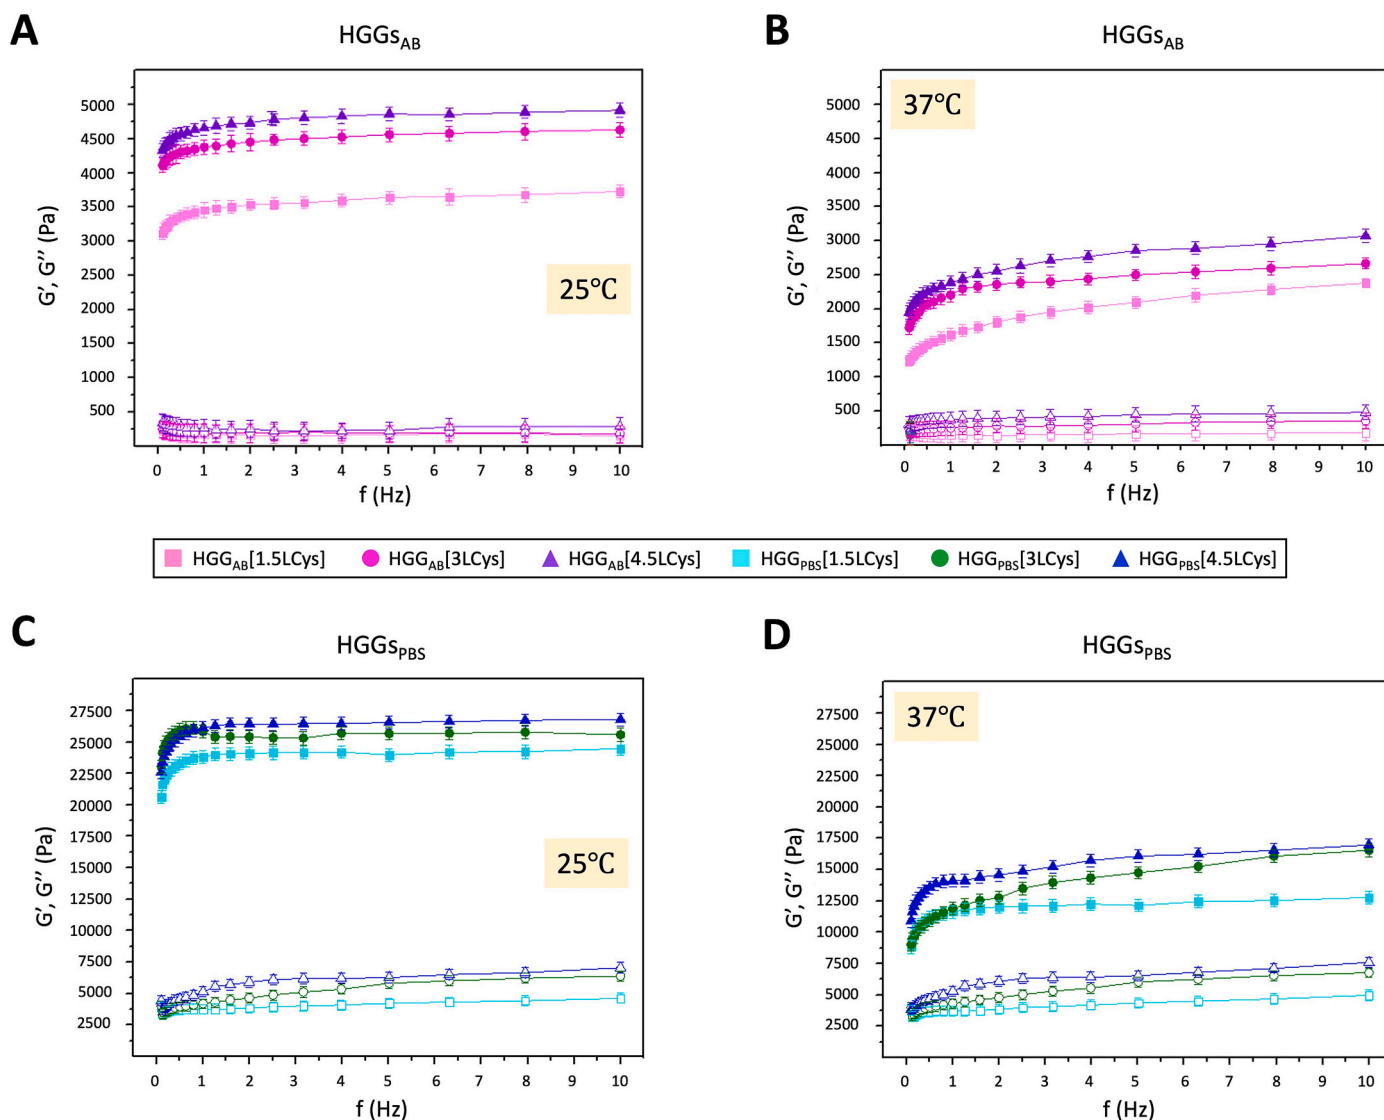 A
HGGsAB
5000
4500
4000
3500
3000
2500
2000
1500
1000
500
G′, G″ (Pa)
25℃
0 1 2 3 4 5 6 7 8 9 10
f (Hz)
B
HGGsAB
37℃
5000
4500
4000
3500
3000
2500
2000
1500
1000
500
G′, G″ (Pa)
0 1 2 3 4 5 6 7 8 9 10
f (Hz)
HGGAB[1.5LCys] HGGAB[3LCys] HGGAB[4.5LCys] HGGPBS[1.5LCys] HGGPBS[3LCys] HGGPBS[4.5LCys]
C
HGGsPBS
27500
25000
22500
20000
17500
15000
12500
10000
7500
5000
2500
G′, G″ (Pa)
25℃
0 1 2 3 4 5 6 7 8 9 10
f (Hz)
D
HGGsPBS
37℃
27500
25000
22500
20000
17500
15000
12500
10000
7500
5000
2500
G′, G″ (Pa)
0 1 2 3 4 5 6 7 8 9 10
f (Hz)